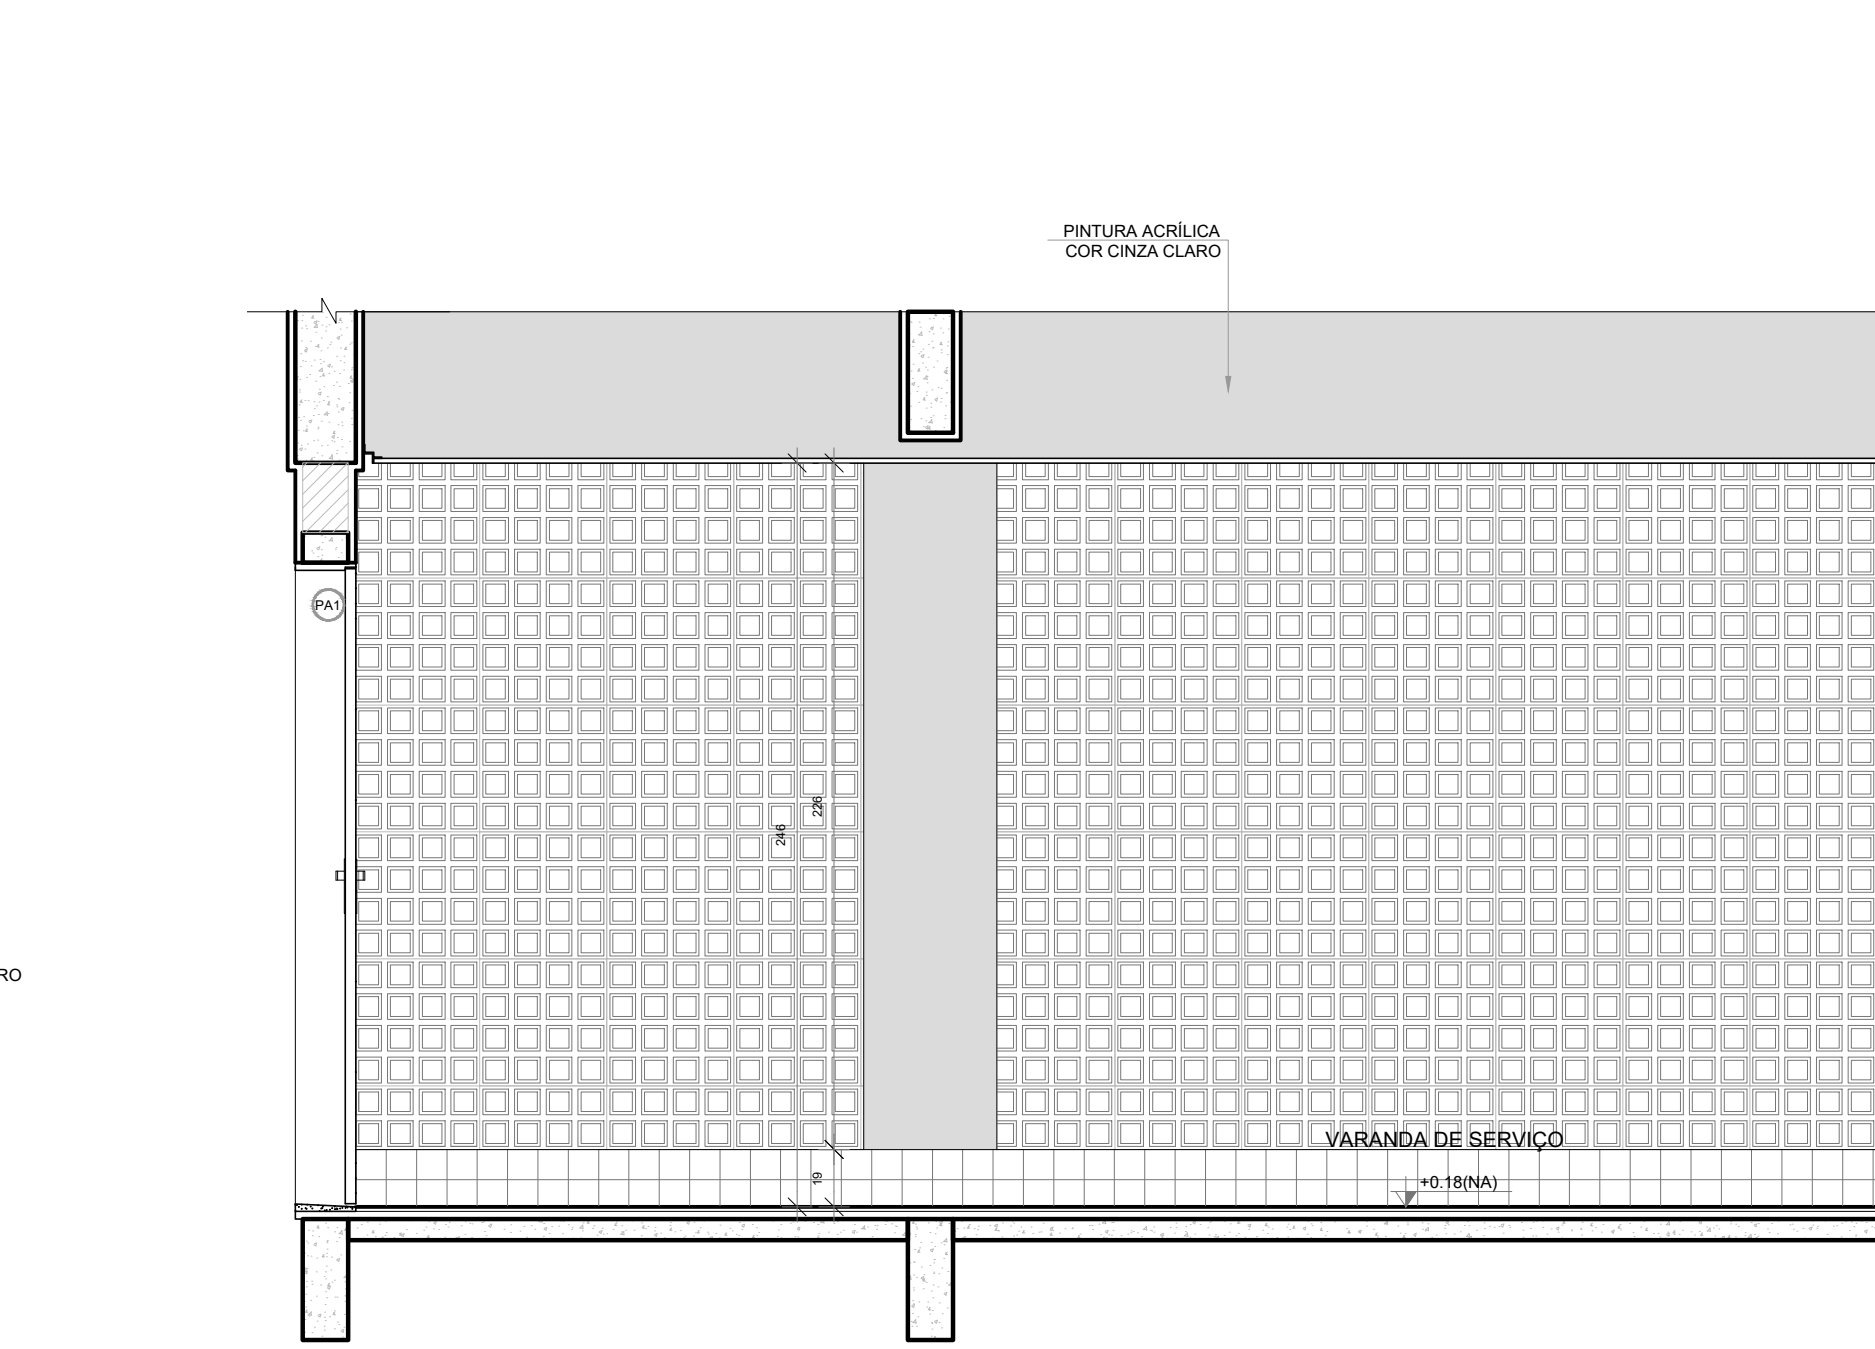 PINTURA ACRÍLICA
COR CINZA CLARO
PA1
226
246
RO
VARANDA DE SERVIÇO
19
+0.18(NA)